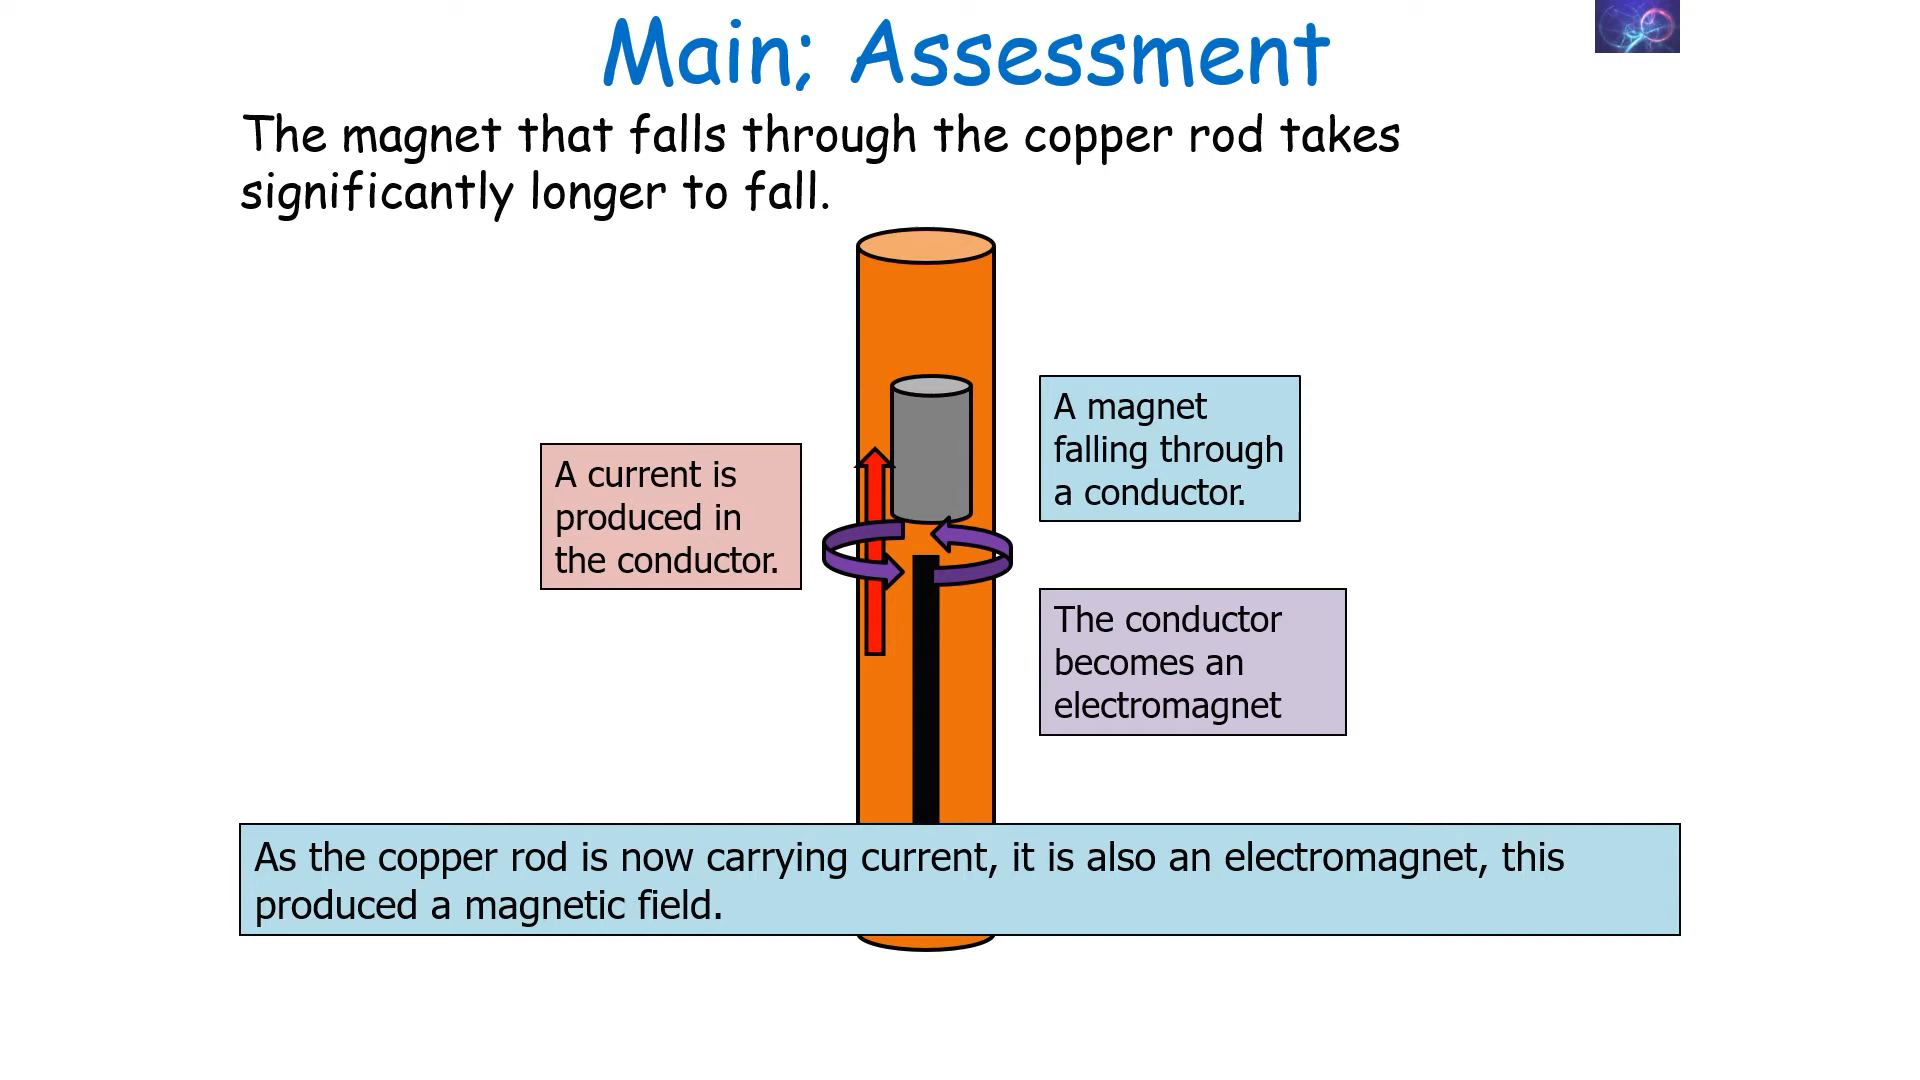 Main; Assessment
The magnet that falls through the copper rod takes
significantly longer to fall.
A magnet
falling through
a conductor.
A current is
produced in
the conductor.
The conductor
becomes an
electromagnet
As the copper rod is now carrying current, it is also an electromagnet, this
produced a magnetic field.